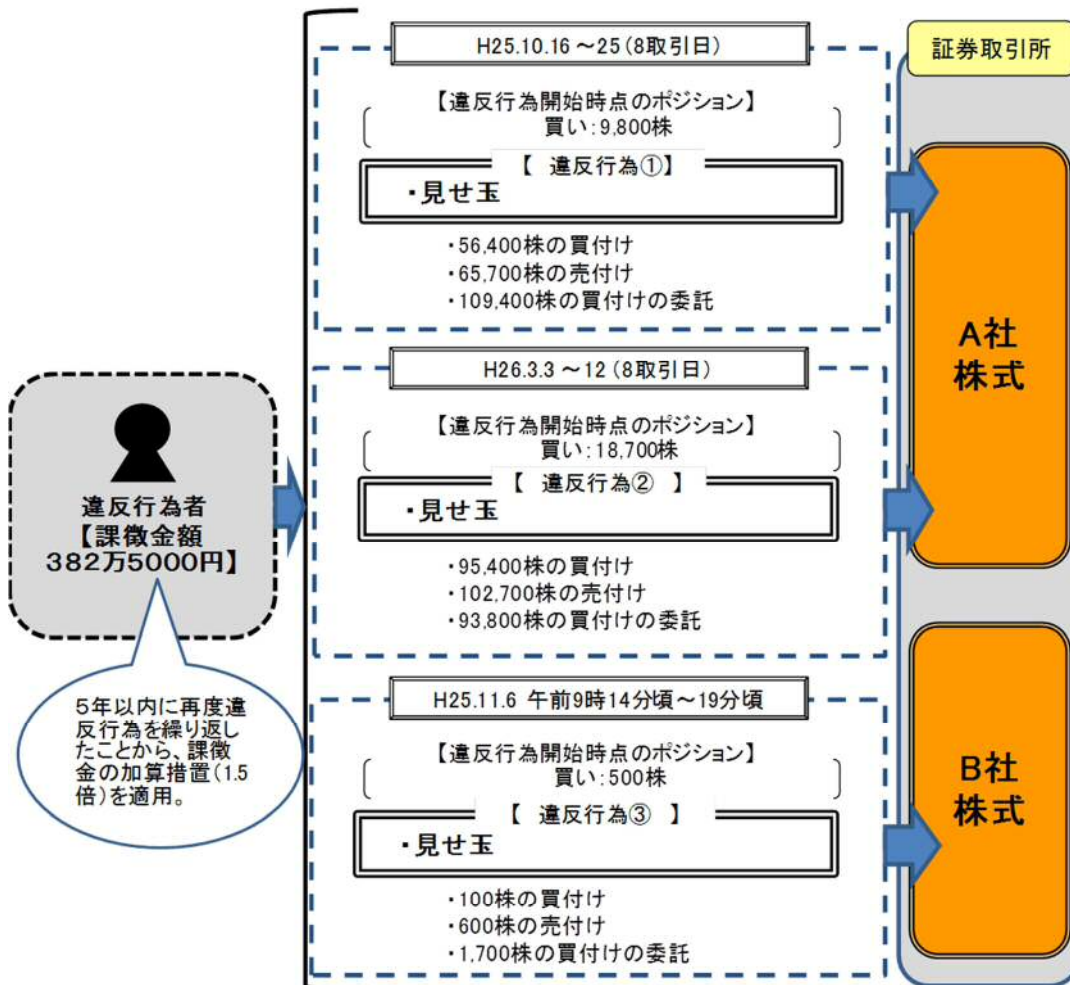 証券取引所
H25.10.16～25(8取引日)
【違反行為開始時点のポジション】
買い:9,800株
【 違反行為①】
・見せ玉
・56,400株の買付け
・65,700株の売付け
・109,400株の買付けの委託
A社
株式
H26.3.3～12(8取引日)
【違反行為開始時点のポジション】
買い:18,700株
【 違反行為② 】
・見せ玉
・95,400株の買付け
・102,700株の売付け
・93,800株の買付けの委託
違反行為者
【課徴金額
382万5000円】
5年以内に再度違
反行為を繰り返し
たことから、課徴
金の加算措置(1.5
倍)を適用。
H25.11.6 午前9時14分頃～19分頃
【違反行為開始時点のポジション】
買い:500株
【 違反行為③ 】
・見せ玉
・100株の買付け
・600株の売付け
・1,700株の買付けの委託
B社
株式